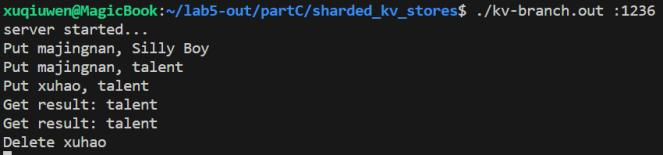 xuqiuwen@MagicBook:~/lab5-out/partC/sharded_kv_stores$ ./kv-branch.out :1236
server started...
Put majingnan, Silly Boy
Put majingnan, talent
Put xuhao, talent
Get result: talent
Get result: talent
Delete xuhao